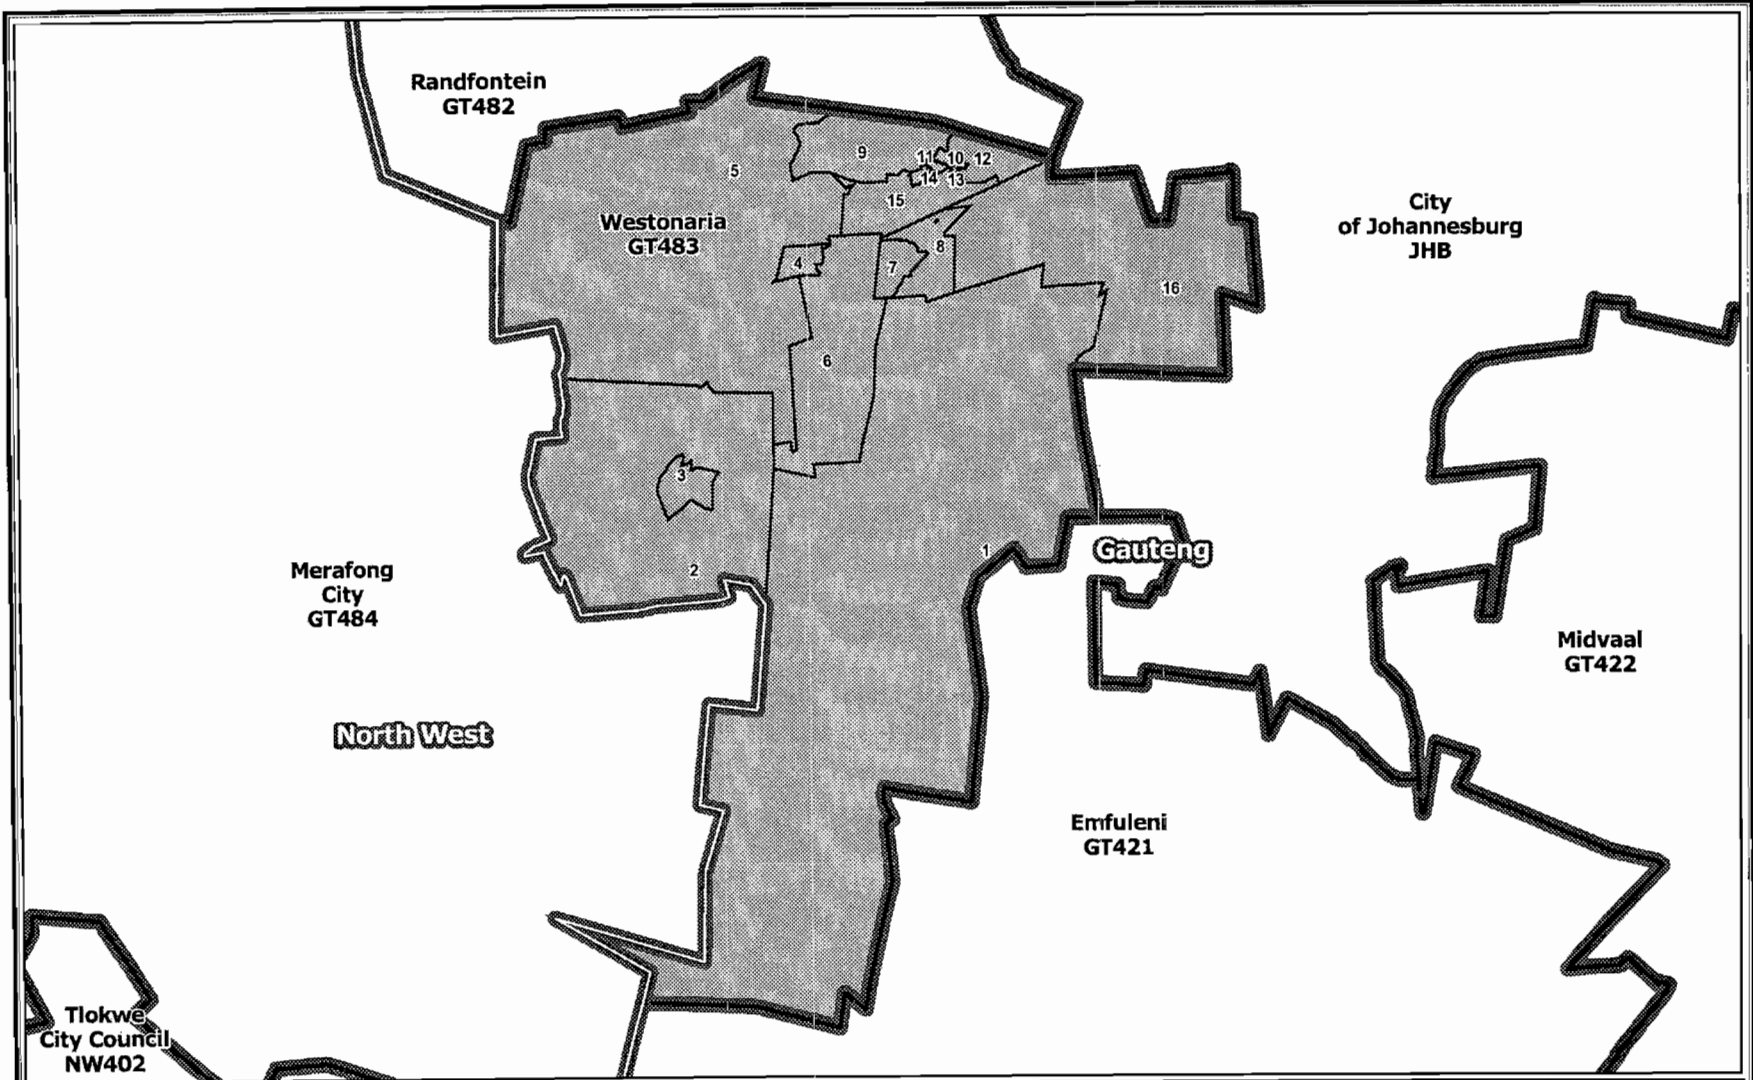 Randfontein
GT482
9
11
10
12
5
14
13
15
Westonaria
GT483
City
of Johannesburg
JHB
8
4
7
16
6
3
1
Gauteng
2
Merafong
City
GT484
Midvaal
GT422
North West
Emfuleni
GT421
Tlokwe
City Council
NW402